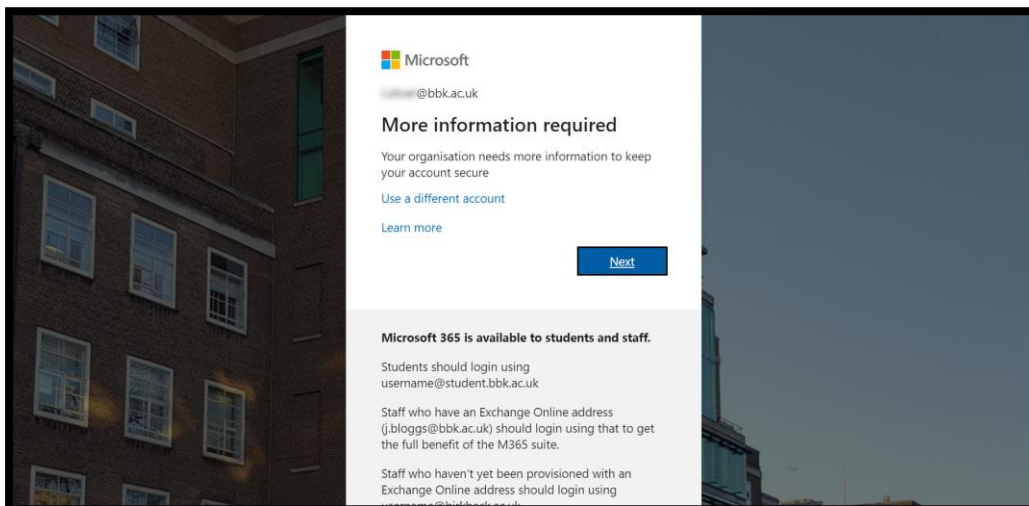 Microsoft
@bbk.ac.uk
More information required
Your organisation needs more information to keep
your account secure
Use a different account
Learn more
Next
Microsoft 365 is available to students and staff.
Students should login using
username@student.bbk.ac.uk
Staff who have an Exchange Online address
(j.bloggs@bbk.ac.uk) should login using that to get
the full benefit of the M365 suite.
Staff who haven't yet been provisioned with an
Exchange Online address should login using
username@birkbeck.ac.uk